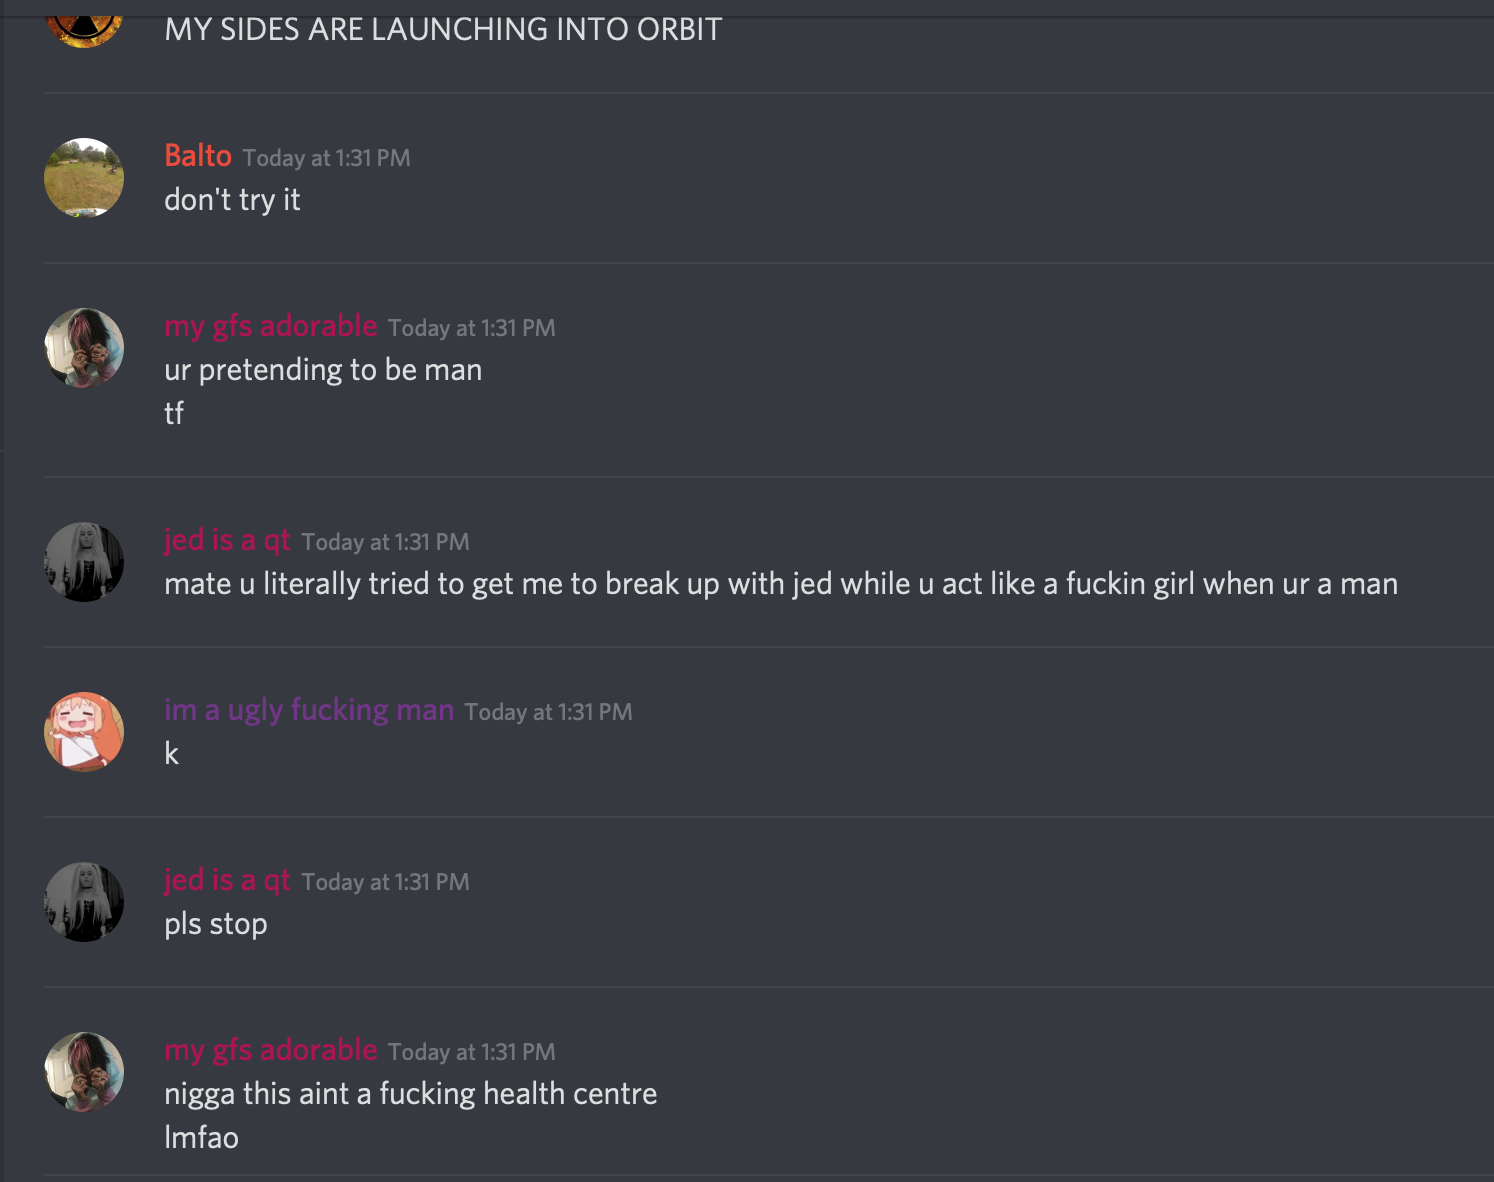 MY SIDES ARE LAUNCHING INTO ORBIT
Balto Today at 1:31 PM
don't try it
my gfs adorable Today at 1:31 PM
ur pretending to be man
tf
jed is a qt Today at 1:31 PM
mate u literally tried to get me to break up with jed while u act like a fuckin girl when ur a man
im a ugly fucking man Today at 1:31 PM
k
jed is a qt Today at 1:31 PM
pls stop
my gfs adorable Today at 1:31 PM
nigga this aint a fucking health centre
lmfao